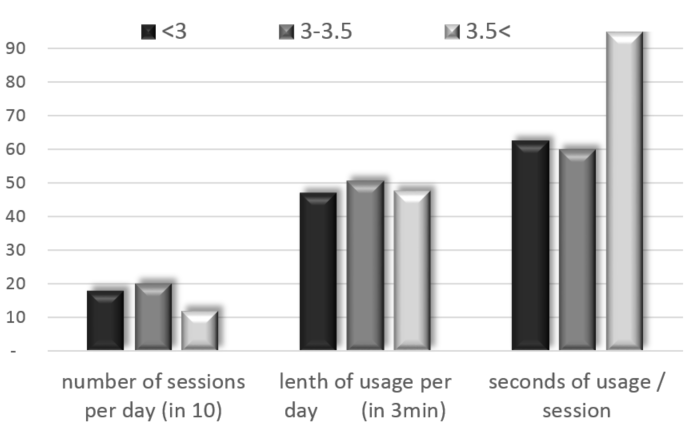 <3 3-3.5 3.5<
90
80
70
60
50
40
30
20
10
-
number of sessions per day (in 10)
lenth of usage per day (in 3min)
seconds of usage / session